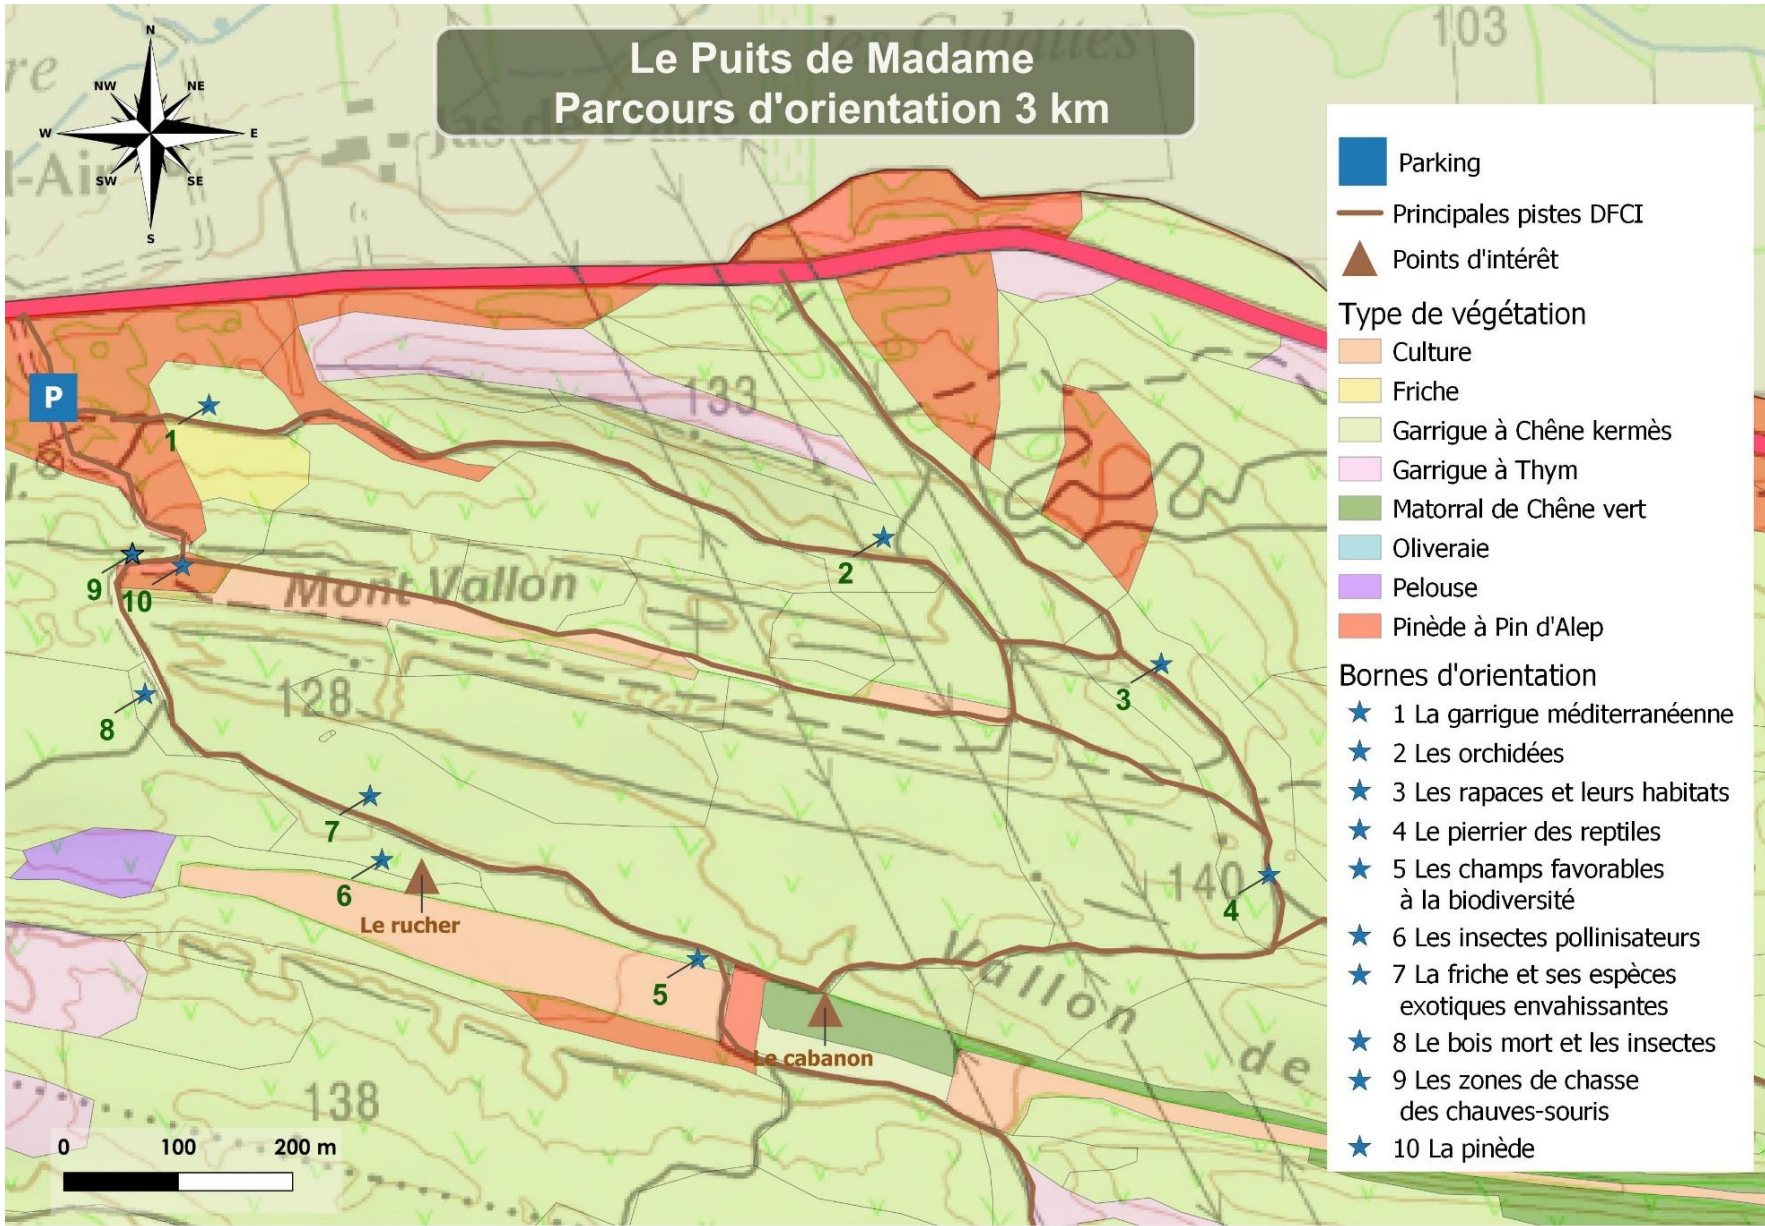 Le Puits de Madame
Parcours d'orientation 3 km
N
NW
NE
W
E
SW
SE
S
les Culattes
103
Jas de
133
P
1
2
3
9
10
Mont Vallon
128
8
7
6
Le rucher
140
4
5
Vallon
de
Le cabanon
138
0 100 200 m
Parking
Principales pistes DFCI
Points d'intérêt
Type de végétation
Culture
Friche
Garrigue à Chêne kermès
Garrigue à Thym
Matorral de Chêne vert
Oliveraie
Pelouse
Pinède à Pin d'Alep
Bornes d'orientation
1 La garrigue méditerranéenne
2 Les orchidées
3 Les rapaces et leurs habitats
4 Le pierrier des reptiles
5 Les champs favorables
à la biodiversité
6 Les insectes pollinisateurs
7 La friche et ses espèces
exotiques envahissantes
8 Le bois mort et les insectes
9 Les zones de chasse
des chauves-souris
10 La pinède